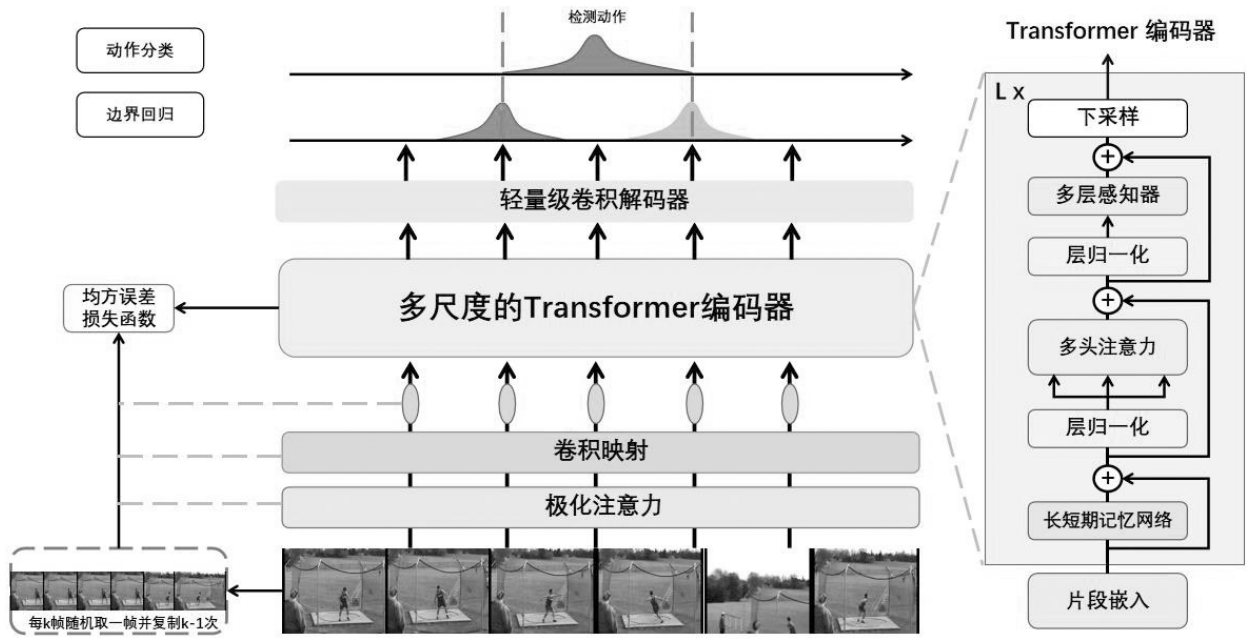 检测动作
动作分类
边界回归
轻量级卷积解码器
多尺度的Transformer编码器
均方误差
损失函数
卷积映射
极化注意力
每k帧随机取一帧并复制k-1次
Transformer 编码器
L x
下采样
多层感知器
层归一化
多头注意力
层归一化
长短期记忆网络
片段嵌入